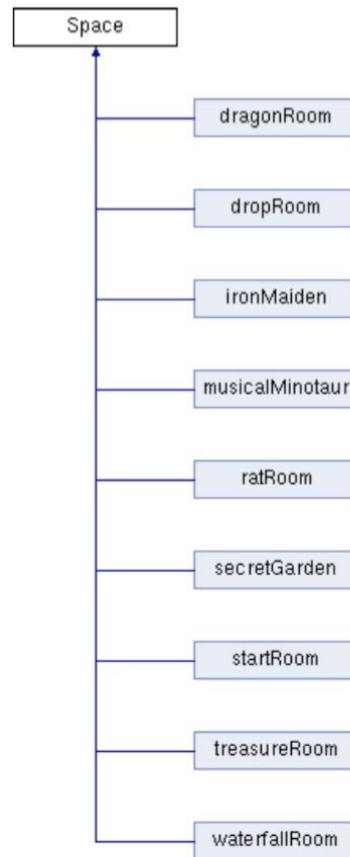 Space
dragonRoom
dropRoom
ironMaiden
musicalMinotaur
ratRoom
secretGarden
startRoom
treasureRoom
waterfallRoom